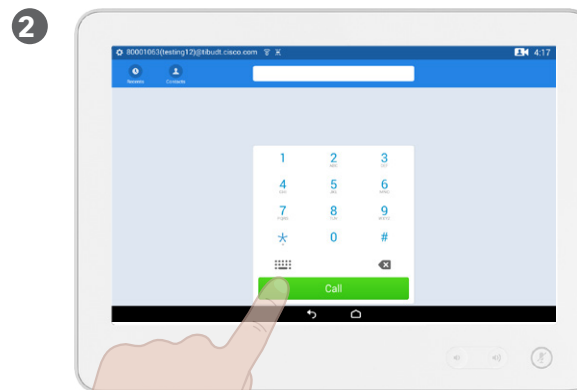 2
80001063(testing12)@tibudt.cisco.com 4:17
Recents Contacts
1 2 3
ABC DEF
4 5 6
GHI JKL MNO
7 8 9
PQRS TUV WXYZ
* 0 #
Call